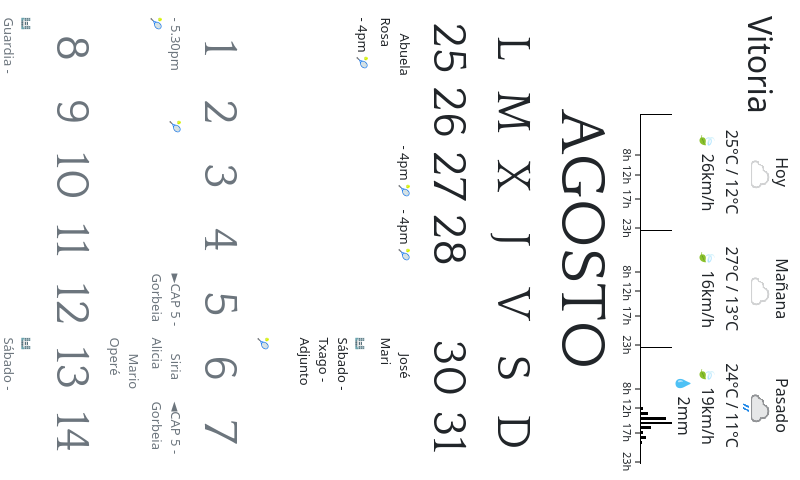 Vitoria
Hoy
25°C / 12°C
26km/h
Mañana
27°C / 13°C
16km/h
Pasado
24°C / 11°C
19km/h
2mm
8h 12h 17h 23h 8h 12h 17h 23h 8h 12h 17h 23h
AGOSTO
L M X J V S D
25 26 27 28 30 31
Abuela
Rosa
- 4pm
- 4pm
- 4pm
José
Mari
Sábado -
Txago -
Adjunto
1 2 3 4 5 6 7
- 5.30pm
►CAP 5 -
Gorbeia
Siria
Alicia
Mario
Operé
◄CAP 5 -
Gorbeia
8 9 10 11 12 13 14
Guardia -
Sábado -